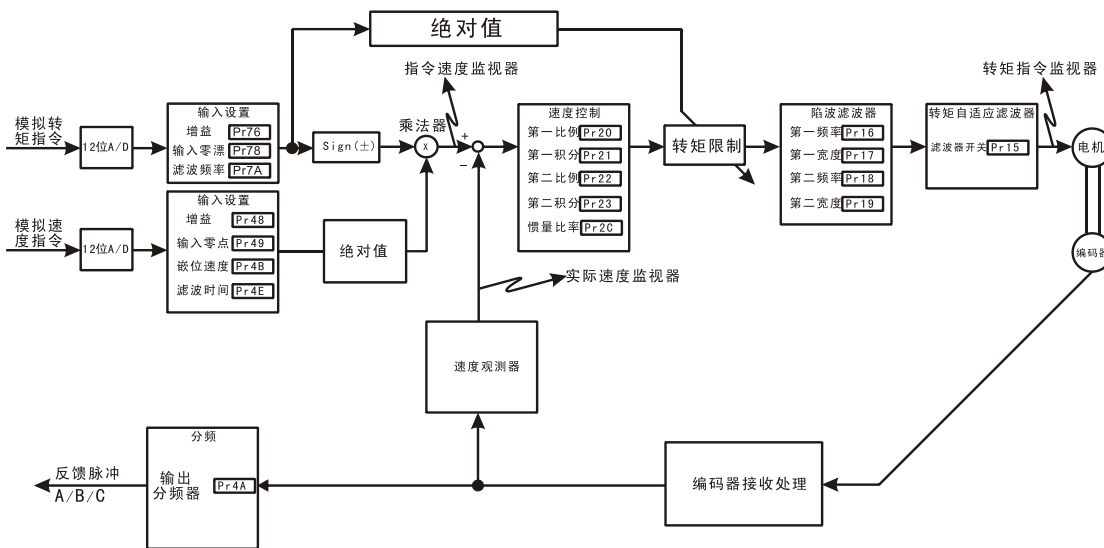 绝对值
指令速度监视器
转矩指令监视器
模拟转
矩指令
12位A/D
输入设置
增益 Pr76
输入零漂 Pr78
滤波频率 Pr7A
Sign(±)
乘法器
x
+
−
速度控制
第一比例 Pr20
第一积分 Pr21
第二比例 Pr22
第二积分 Pr23
惯量比率 Pr2C
转矩限制
陷波滤波器
第一频率 Pr16
第一宽度 Pr17
第二频率 Pr18
第二宽度 Pr19
转矩自适应滤波器
滤波器开关 Pr15
电机
编码器
模拟速
度指令
12位A/D
输入设置
增益 Pr48
输入零点 Pr49
嵌位速度 Pr4B
滤波时间 Pr4E
绝对值
实际速度监视器
速度观测器
反馈脉冲
A/B/C
分频
输出
分频器 Pr4A
编码器接收处理